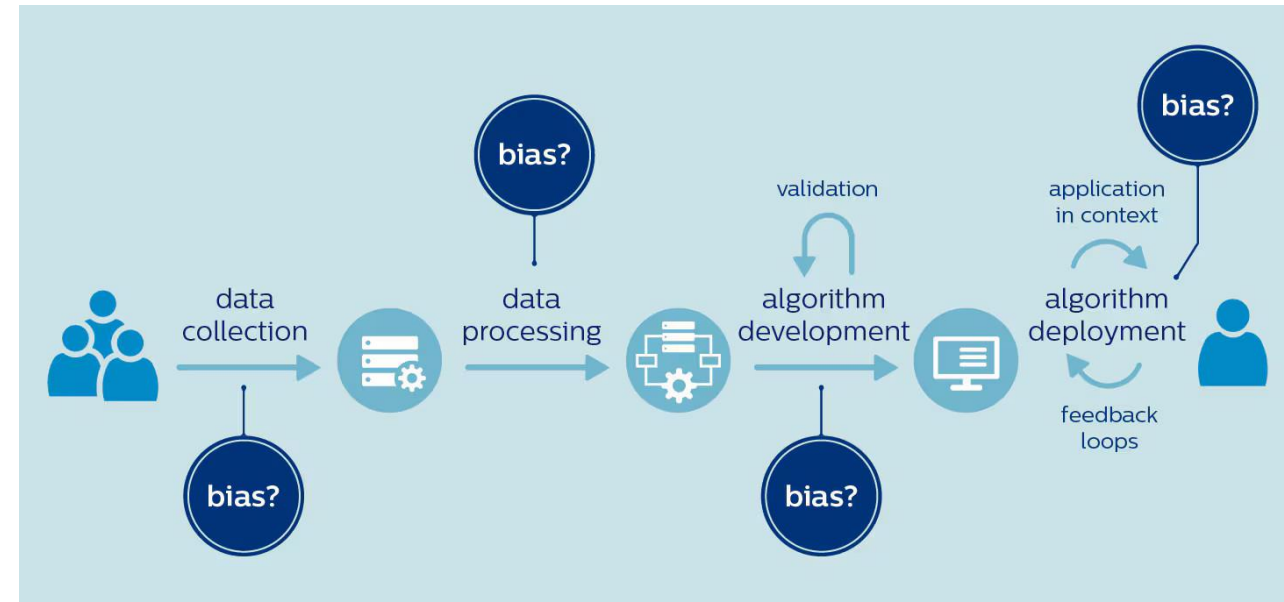 bias?
bias?
validation
application
in context
data
collection
data
processing
algorithm
development
algorithm
deployment
feedback
loops
bias?
bias?